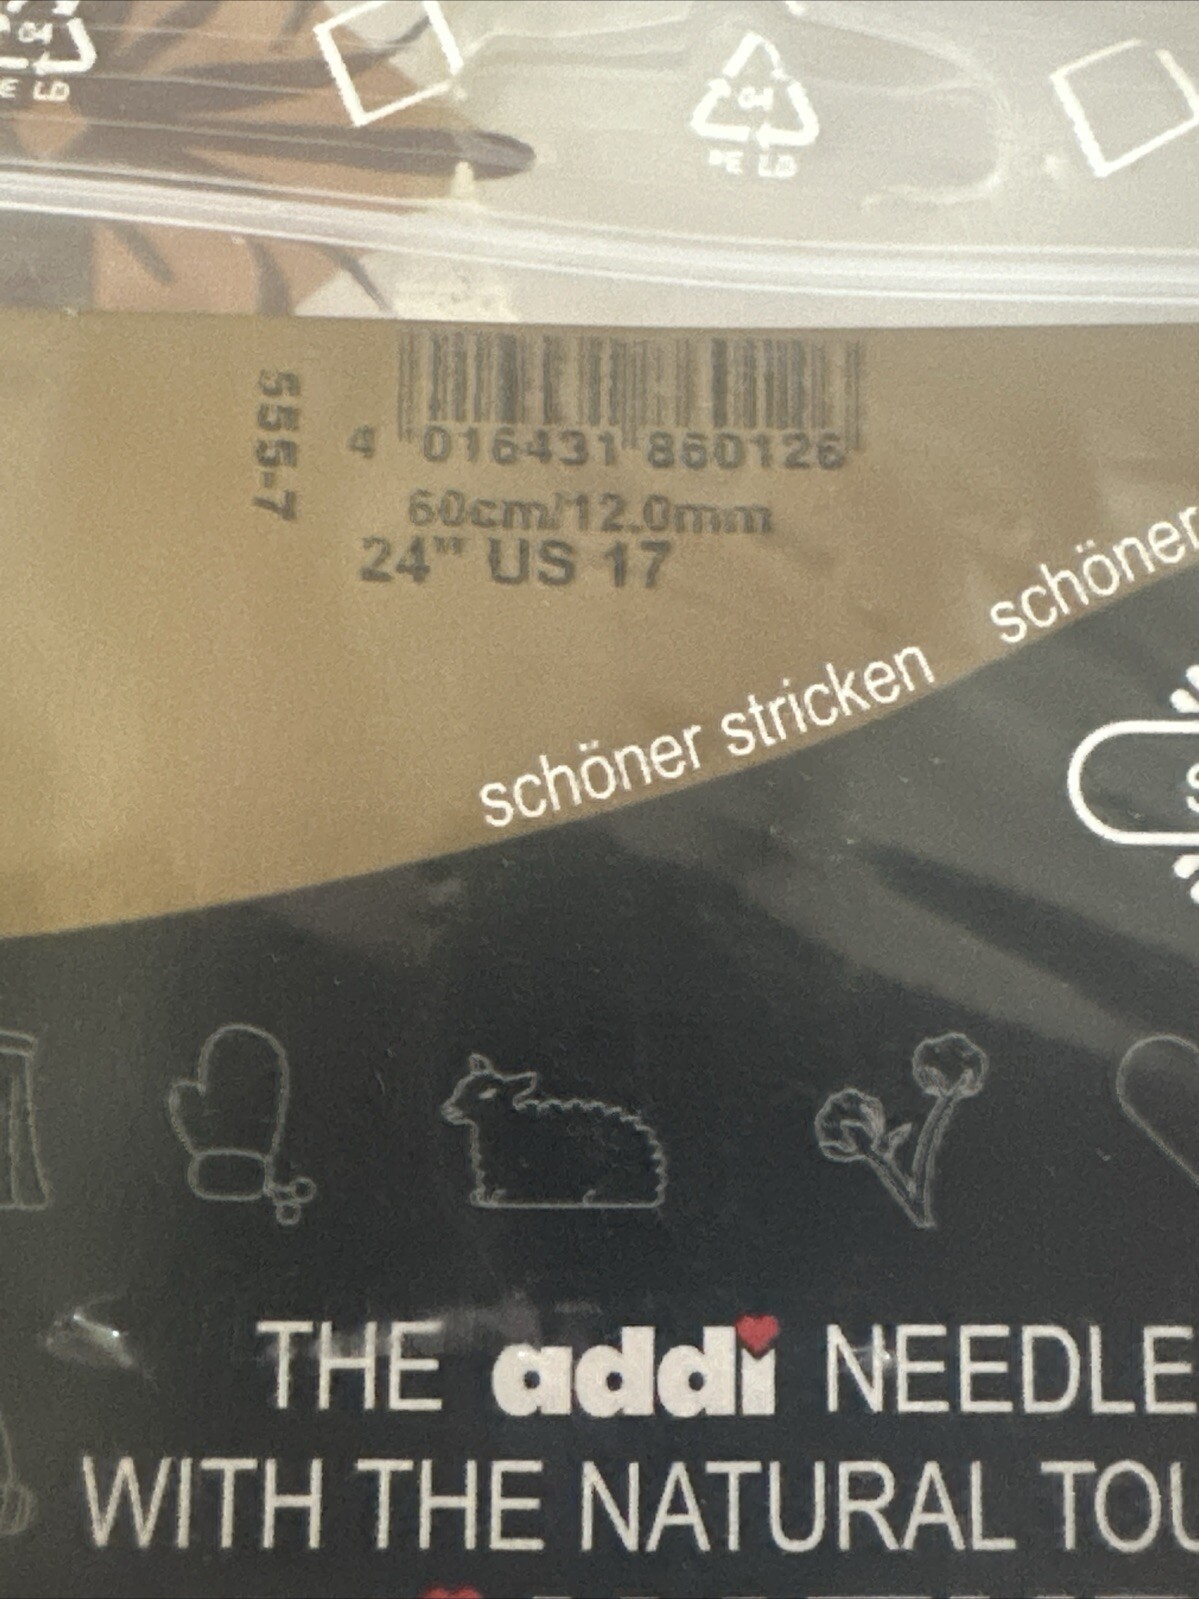 04
PE LD
04
PE LD
555-7
4 016431 860126
60cm/12.0mm
24" US 17
schöner stricken
schöner
THE addi NEEDLE
WITH THE NATURAL